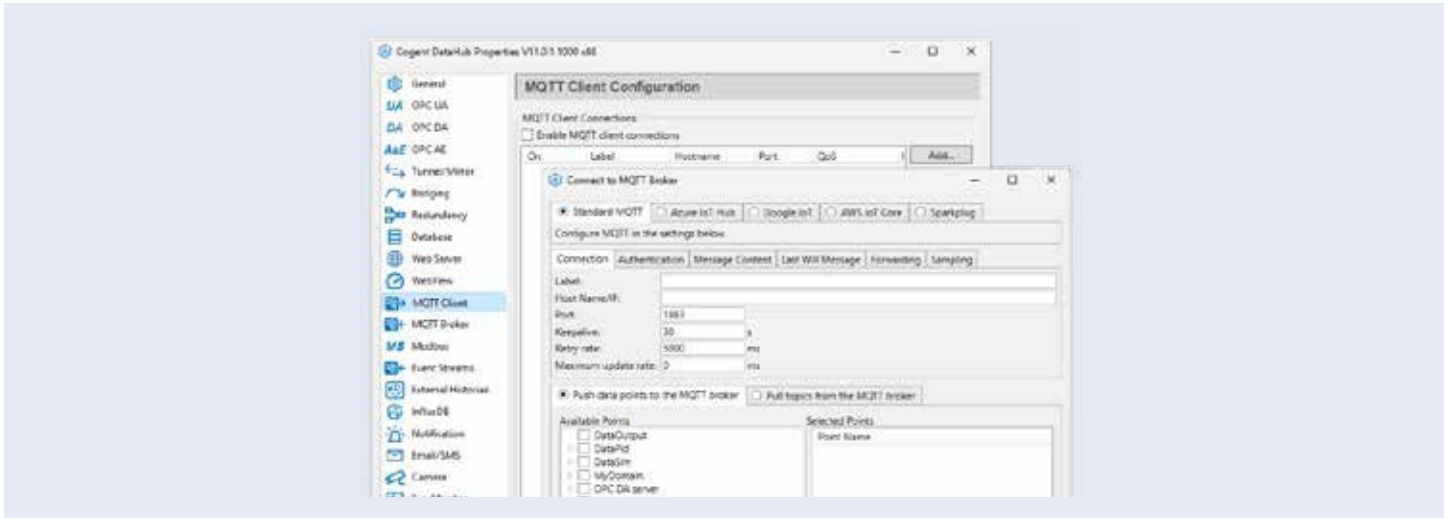 Cogent DataHub Properties V11.0.1 1000 x86
General
OPC UA
OPC DA
A&E OPC AE
Tunnel/Mirror
Bridging
Redundancy
Database
Web Server
WebView
MQTT Client
MQTT Broker
Modbus
Event Streams
External Historian
InfluxDB
Notification
Email/SMS
Camera
MQTT Client Configuration
MQTT Client Connections
Enable MQTT client connections
On Label Hostname Port QoS Add...
Connect to MQTT Broker
Standard MQTT Azure IoT Hub Google IoT AWS IoT Core Sparkplug
Configure MQTT in the settings below
Connection Authentication Message Content Last Will Message Forwarding Sampling
Label:
Host Name/IP:
Port: 1883
Keepalive: 30 s
Retry rate: 5000 ms
Maximum update rate: 0 ms
Push data points to the MQTT broker Pull topics from the MQTT broker
Available Points Selected Points
DataOutput Point Name
DataPid
DataSim
MyDomain
OPC DA server